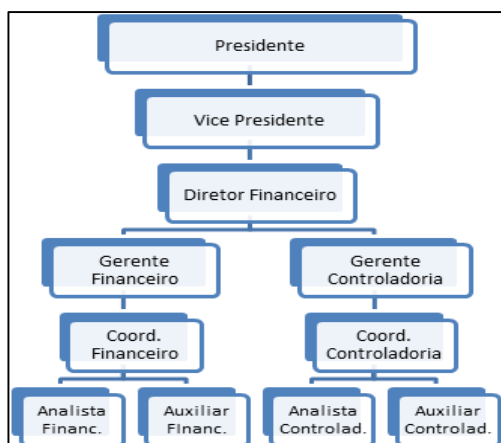 Presidente
Vice Presidente
Diretor Financeiro
Gerente
Financeiro
Gerente
Controladoria
Coord.
Financeiro
Coord.
Controladoria
Analista
Financ.
Auxiliar
FInanc.
Analista
Controlad.
Auxiliar
Controlad.